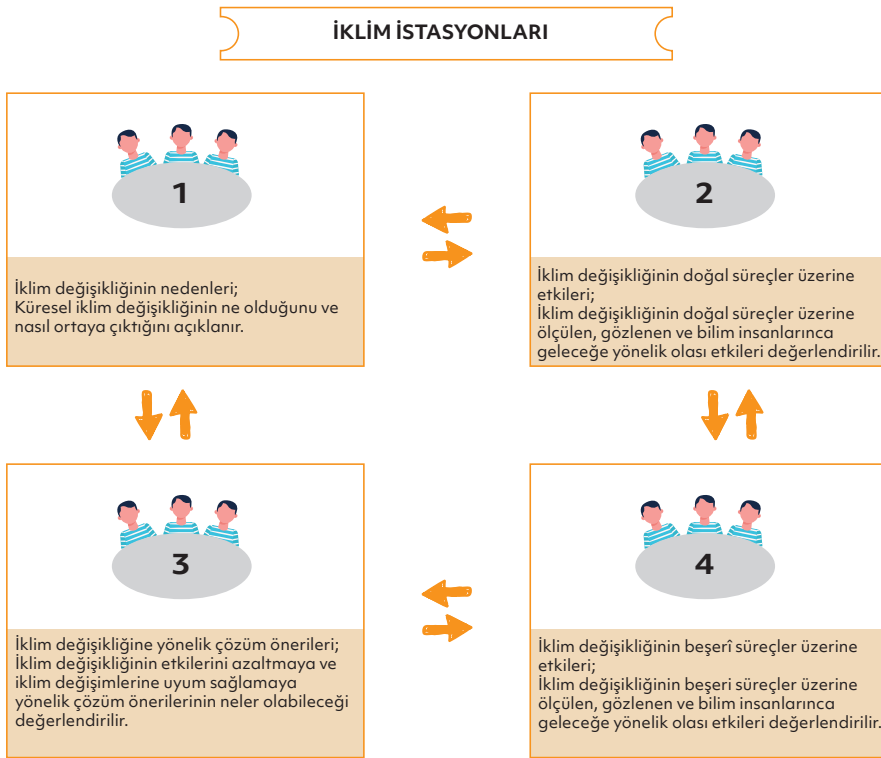 İKLİM İSTASYONLARI
1
İklim değişikliğinin nedenleri;
Küresel iklim değişikliğinin ne olduğunu ve
nasıl ortaya çıktığını açıklanır.
2
İklim değişikliğinin doğal süreçler üzerine
etkileri;
İklim değişikliğinin doğal süreçler üzerine
ölçülen, gözlenen ve bilim insanlarınca
geleceğe yönelik olası etkileri değerlendirilir.
3
İklim değişikliğine yönelik çözüm önerileri;
İklim değişikliğinin etkilerini azaltmaya ve
iklim değişimlerine uyum sağlamaya
yönelik çözüm önerilerinin neler olabileceği
değerlendirilir.
4
İklim değişikliğinin beşerî süreçler üzerine
etkileri;
İklim değişikliğinin beşeri süreçler üzerine
ölçülen, gözlenen ve bilim insanlarınca
geleceğe yönelik olası etkileri değerlendirilir.